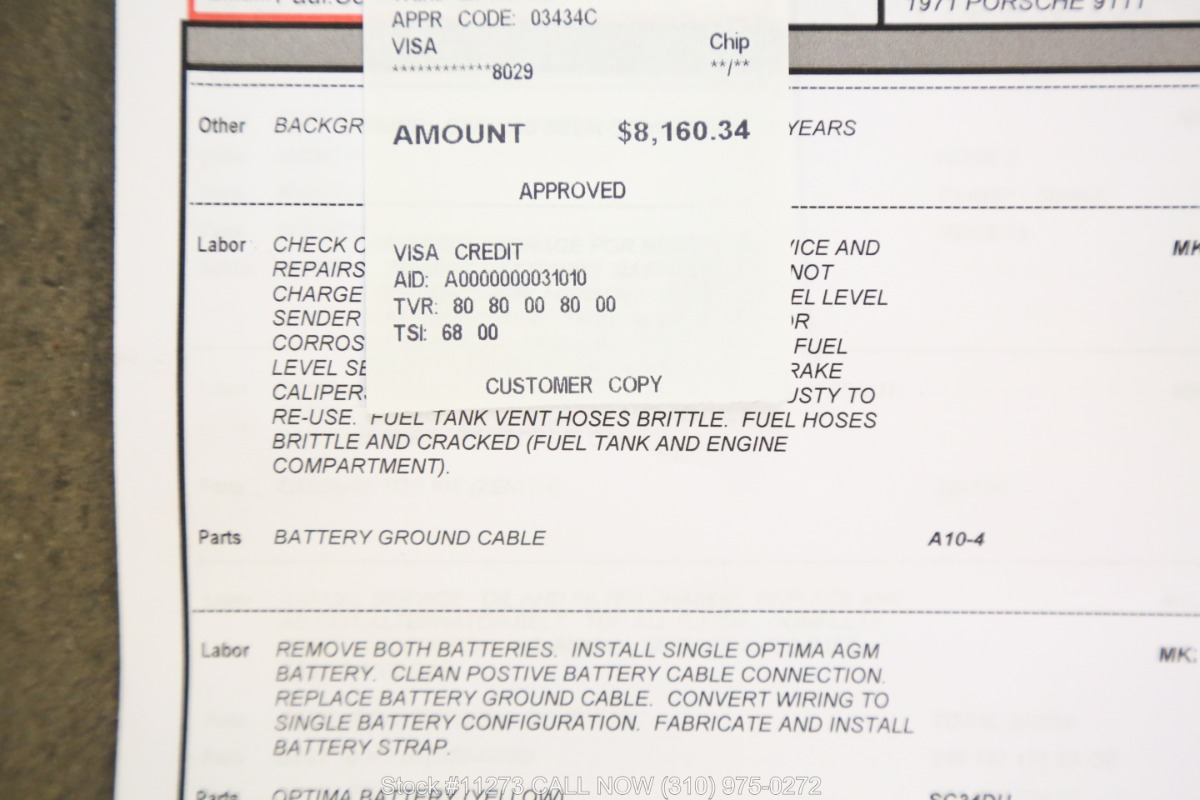 APPR CODE: 03434C
1971 PORSCHE 911T
VISA Chip
************8029 **/**
Other BACKGR YEARS
AMOUNT $8,160.34
APPROVED
Labor CHECK C VICE AND MK
REPAIRS NOT
CHARGE EL LEVEL
SENDER OR
CORROS FUEL
LEVEL SE RAKE
CALIPER USTY TO
VISA CREDIT
AID: A0000000031010
TVR: 80 80 00 80 00
TSI: 68 00
CUSTOMER COPY
RE-USE. FUEL TANK VENT HOSES BRITTLE. FUEL HOSES
BRITTLE AND CRACKED (FUEL TANK AND ENGINE
COMPARTMENT).
Parts BATTERY GROUND CABLE A10-4
Labor REMOVE BOTH BATTERIES. INSTALL SINGLE OPTIMA AGM MK:
BATTERY. CLEAN POSTIVE BATTERY CABLE CONNECTION.
REPLACE BATTERY GROUND CABLE. CONVERT WIRING TO
SINGLE BATTERY CONFIGURATION. FABRICATE AND INSTALL
BATTERY STRAP.
Parts OPTIMA BATTERY (YELLOW) SC34DU
Stock #11273 CALL NOW (310) 975-0272